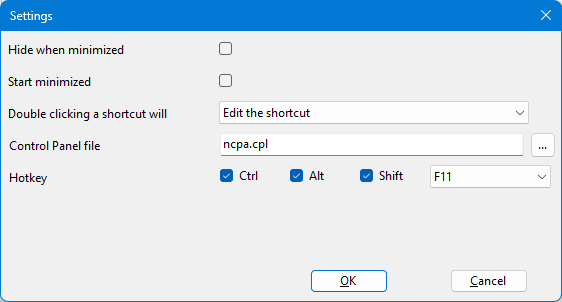 Settings
Hide when minimized
Start minimized
Double clicking a shortcut will Edit the shortcut
Control Panel file ncpa.cpl ...
Hotkey Ctrl Alt Shift F11
OK Cancel